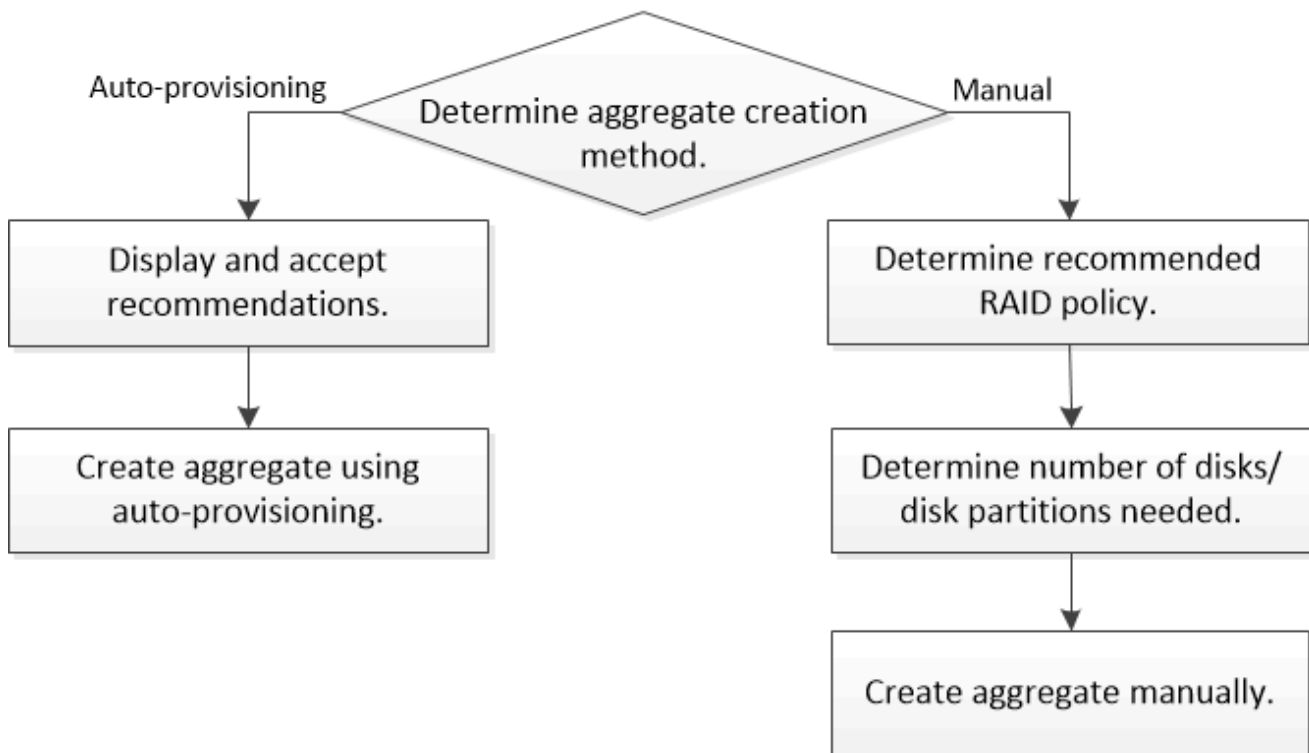 Auto-provisioning
Manual
Determine aggregate creation
method.
Display and accept
recommendations.
Determine recommended
RAID policy.
Create aggregate using
auto-provisioning.
Determine number of disks/
disk partitions needed.
Create aggregate manually.